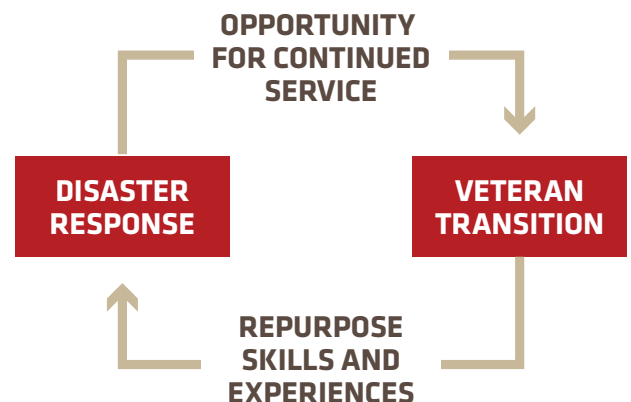 OPPORTUNITY
FOR CONTINUED
SERVICE
DISASTER
RESPONSE
VETERAN
TRANSITION
REPURPOSE
SKILLS AND
EXPERIENCES